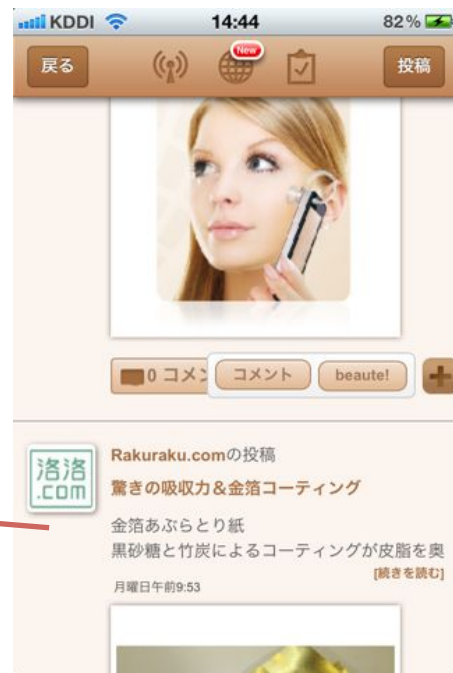 KDDI 14:44 82%
戻る New 投稿
0 コメン コメント beaute!
洛洛
.com
Rakuraku.comの投稿
驚きの吸収力&金箔コーティング
金箔あぶらとり紙
黒砂糖と竹炭によるコーティングが皮脂を奥
[続きを読む]
月曜日午前9:53